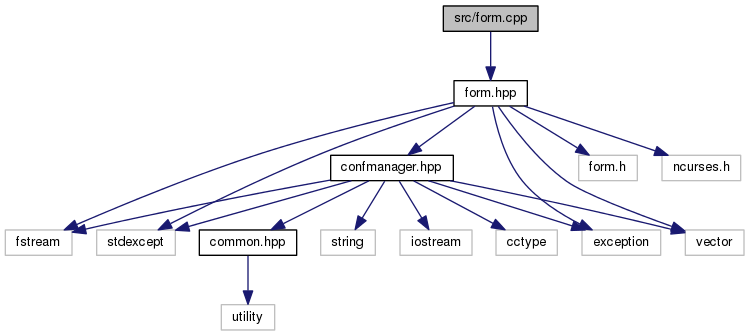 src/form.cpp
form.hpp
confmanager.hpp
form.h
ncurses.h
fstream
stdexcept
common.hpp
string
iostream
cctype
exception
vector
utility